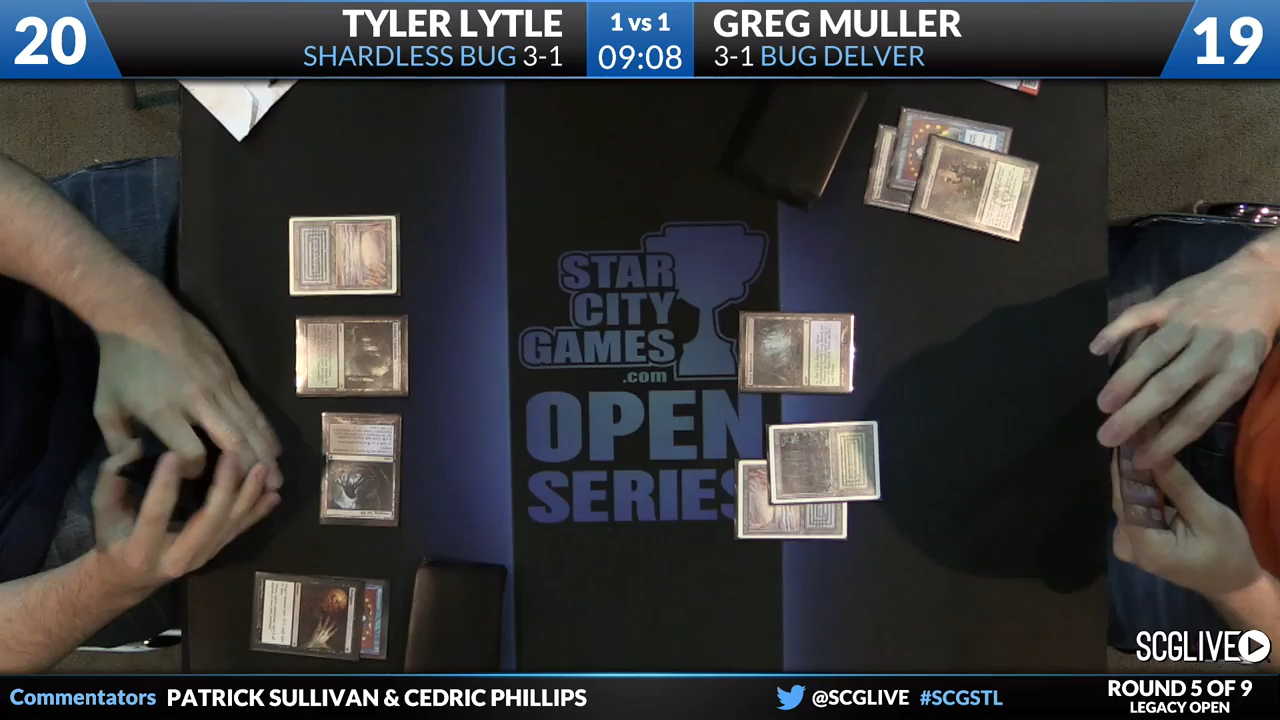 20
TYLER LYTLE
SHARDLESS BUG 3-1
1 vs 1
09:08
GREG MULLER
3-1 BUG DELVER
19
STAR
CITY
GAMES
.com
OPEN
SERIES
SCGLIVE
Commentators PATRICK SULLIVAN & CEDRIC PHILLIPS
@SCGLIVE #SCGSTL
ROUND 5 OF 9
LEGACY OPEN